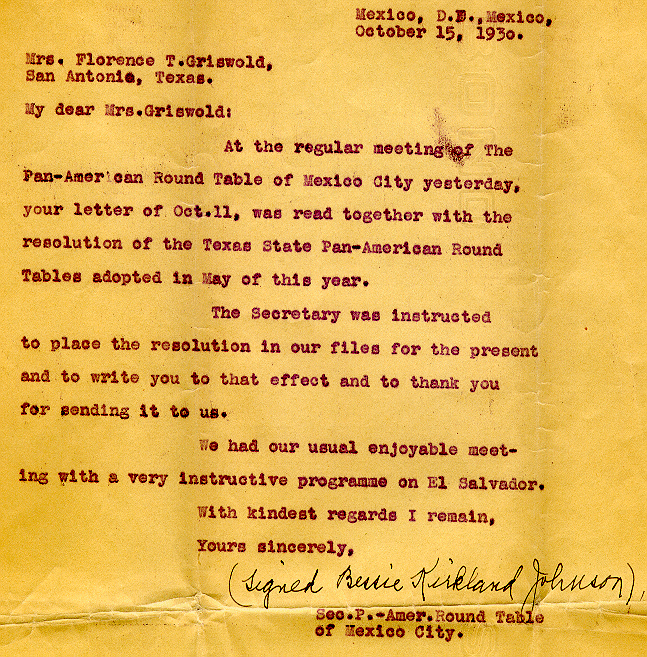 Mexico, D.F., Mexico,
October 15, 1930.
Mrs. Florence T.Griswold,
San Antonio, Texas.
My dear Mrs.Griswold:
At the regular meeting of The
Pan-American Round Table of Mexico City yesterday,
your letter of Oct.11, was read together with the
resolution of the Texas State Pan-American Round
Tables adopted in May of this year.
The Secretary was instructed
to place the resolution in our files for the present
and to write you to that effect and to thank you
for sending it to us.
We had our usual enjoyable meet-
ing with a very instructive programme on El Salvador.
With kindest regards I remain,
Yours sincerely,
(Signed Bessie Kirkland Johnson),
Sec.P.-Amer.Round Table
of Mexico City.